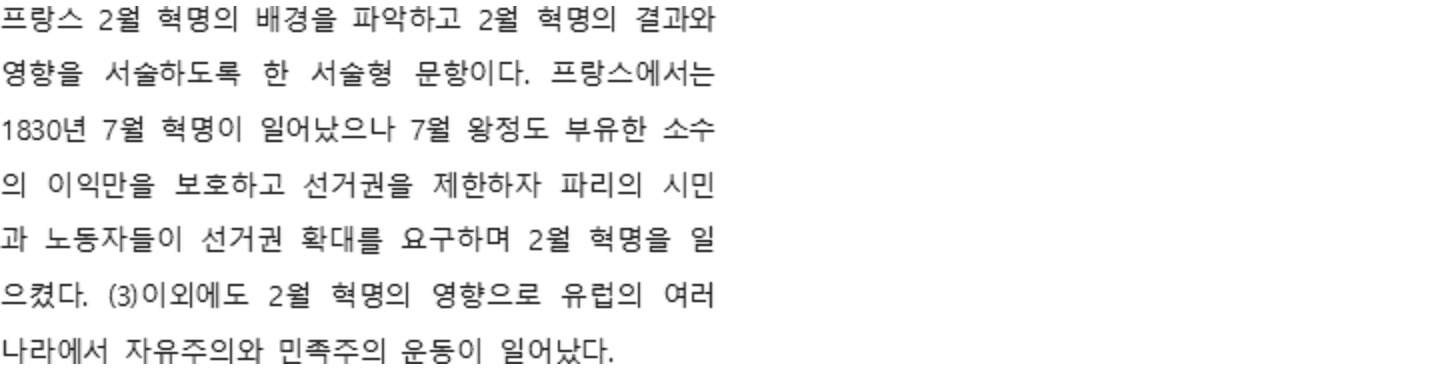 프랑스 2월 혁명의 배경을 파악하고 2월 혁명의 결과와
영향을 서술하도록 한 서술형 문항이다. 프랑스에서는
1830년 7월 혁명이 일어났으나 7월 왕정도 부유한 소수
의 이익만을 보호하고 선거권을 제한하자 파리의 시민
과 노동자들이 선거권 확대를 요구하며 2월 혁명을 일
으켰다. (3)이외에도 2월 혁명의 영향으로 유럽의 여러
나라에서 자유주의와 민족주의 운동이 일어났다.